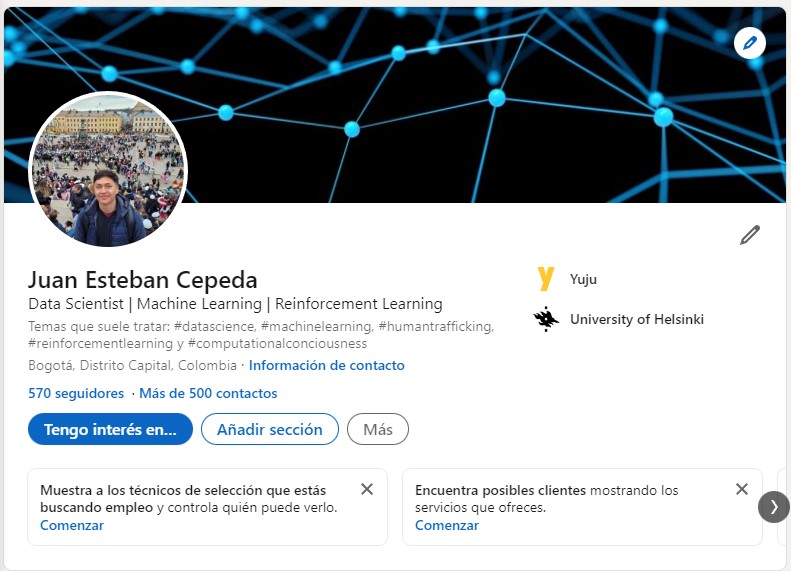 Juan Esteban Cepeda
Data Scientist | Machine Learning | Reinforcement Learning
Temas que suele tratar: #datascience, #machinelearning, #humantrafficking,
#reinforcementlearning y #computationalconciousness
Bogotá, Distrito Capital, Colombia · Información de contacto
570 seguidores · Más de 500 contactos
Tengo interés en... Añadir sección Más
Yuju
University of Helsinki
Muestra a los técnicos de selección que estás
buscando empleo y controla quién puede verlo.
Comenzar
Encuentra posibles clientes mostrando los
servicios que ofreces.
Comenzar